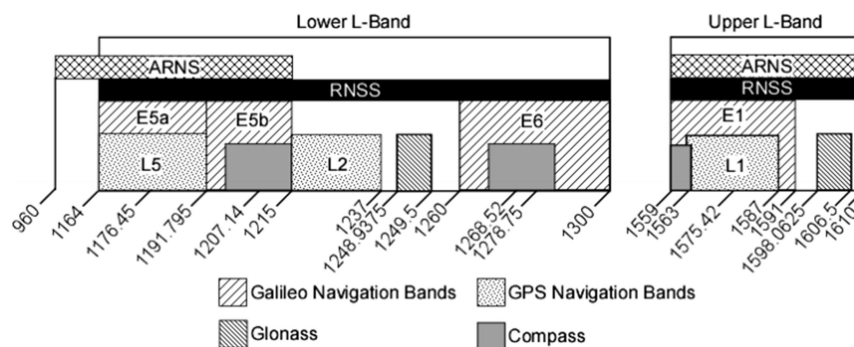 Lower L-Band Upper L-Band
ARNS ARNS
RNSS RNSS
E5a E5b E6 E1
L5 L2 L1
960 1164 1176.45 1191.795 1207.14 1215 1237 1248.9375 1249.5 1260 1268.52 1278.75 1300 1559 1563 1575.42 1587 1591 1598.0625 1606.5 1610
Galileo Navigation Bands GPS Navigation Bands
Glonass Compass